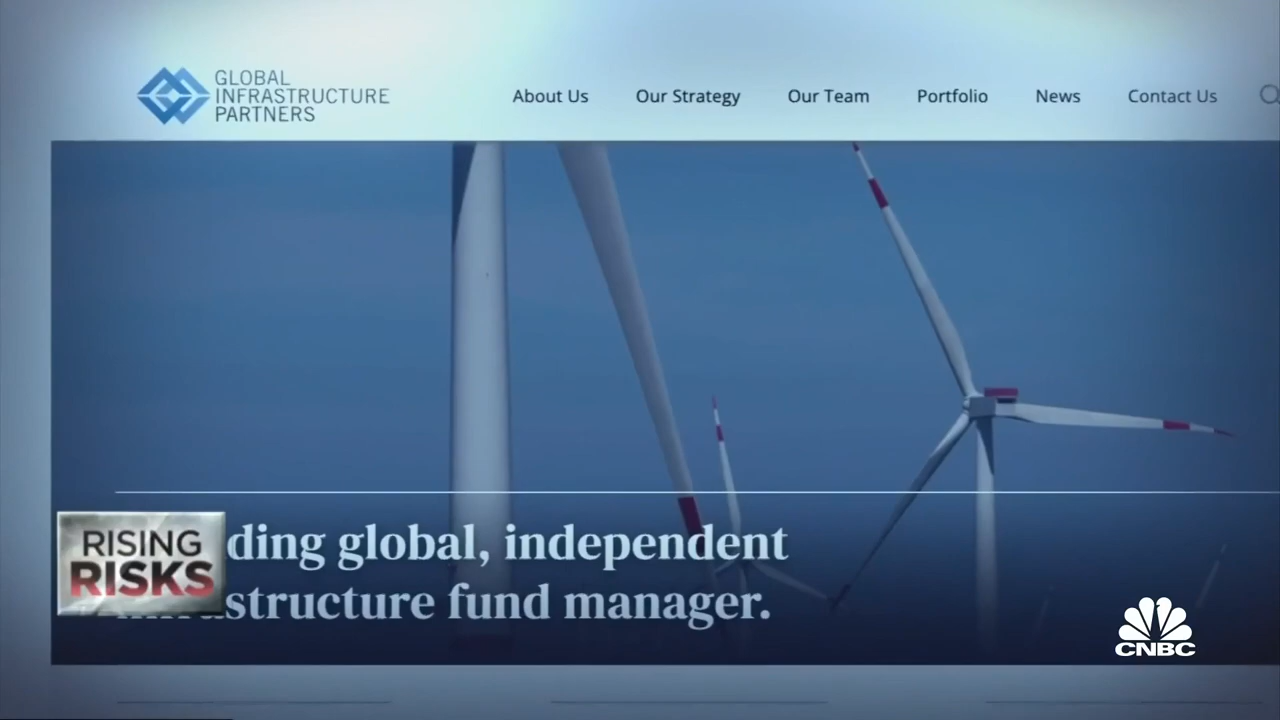 GLOBAL
INFRASTRUCTURE
PARTNERS
About Us
Our Strategy
Our Team
Portfolio
News
Contact Us
RISING
RISKS
ding global, independent
structure fund manager.
CNBC